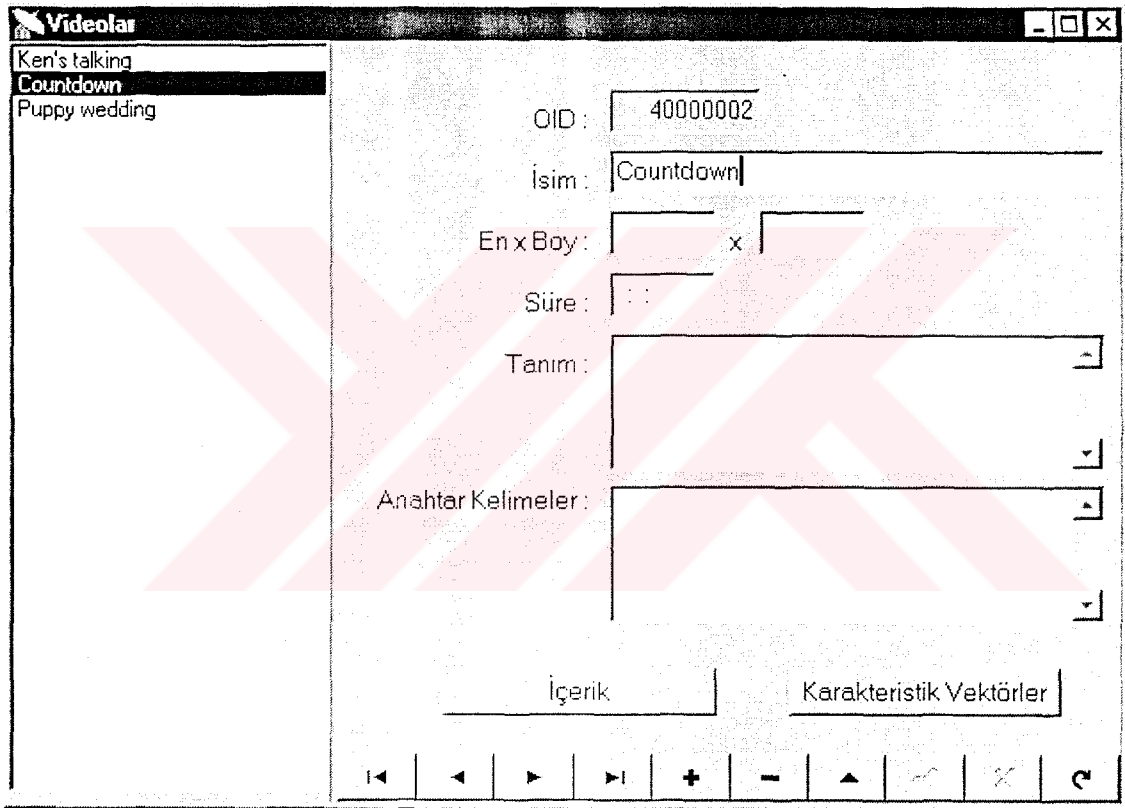 Videolar
Ken's talking
Countdown
Puppy wedding
OID : 40000002
İsim : Countdown
En x Boy : x
Süre : : :
Tanım :
Anahtar Kelimeler :
İçerik
Karakteristik Vektörler